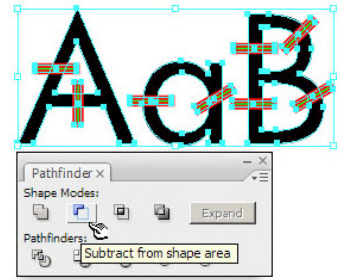 AaB
Pathfinder x
Shape Modes:
Expand
Pathfinders:
Subtract from shape area